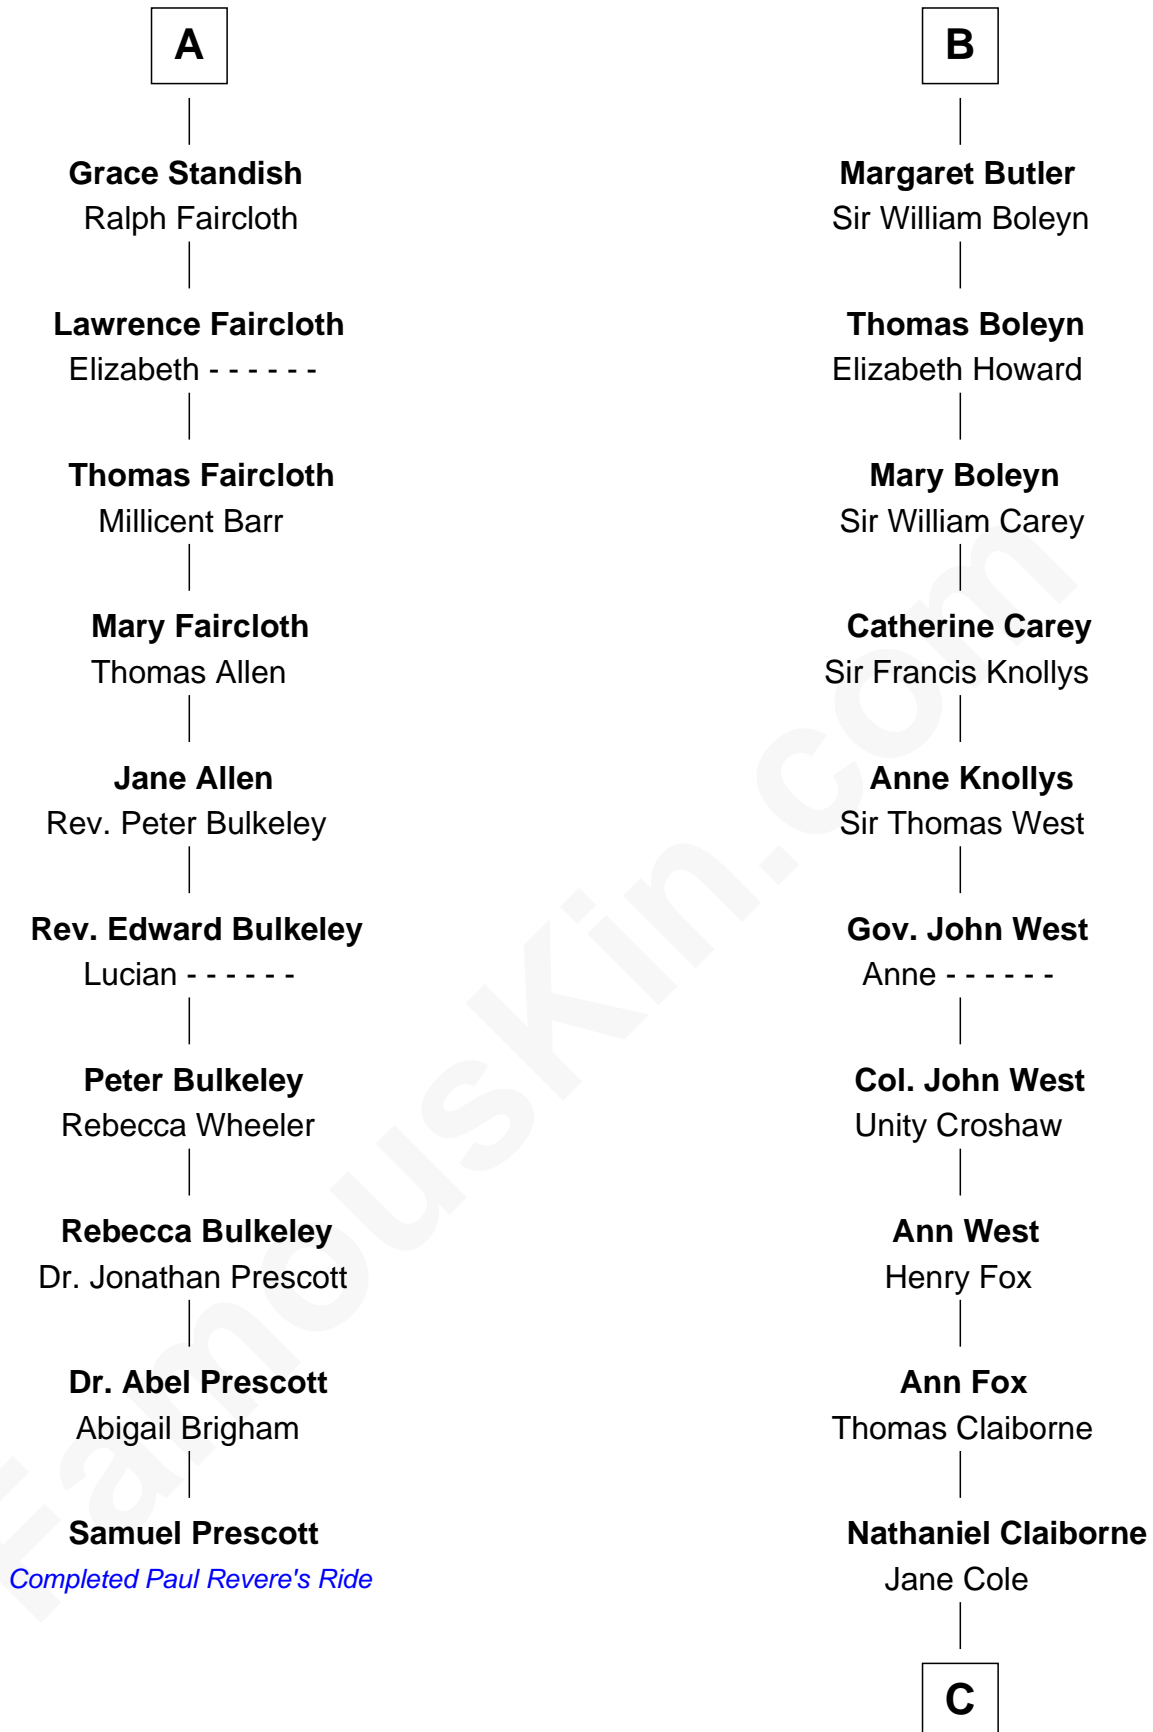 A
Grace Standish
Ralph Faircloth
Lawrence Faircloth
Elizabeth - - - - - -
Thomas Faircloth
Millicent Barr
Mary Faircloth
Thomas Allen
Jane Allen
Rev. Peter Bulkeley
Rev. Edward Bulkeley
Lucian - - - - - -
Peter Bulkeley
Rebecca Wheeler
Rebecca Bulkeley
Dr. Jonathan Prescott
Dr. Abel Prescott
Abigail Brigham
Samuel Prescott
Completed Paul Revere's Ride
B
Margaret Butler
Sir William Boleyn
Thomas Boleyn
Elizabeth Howard
Mary Boleyn
Sir William Carey
Catherine Carey
Sir Francis Knollys
Anne Knollys
Sir Thomas West
Gov. John West
Anne - - - - - -
Col. John West
Unity Croshaw
Ann West
Henry Fox
Ann Fox
Thomas Claiborne
Nathaniel Claiborne
Jane Cole
C
FamousKin.com